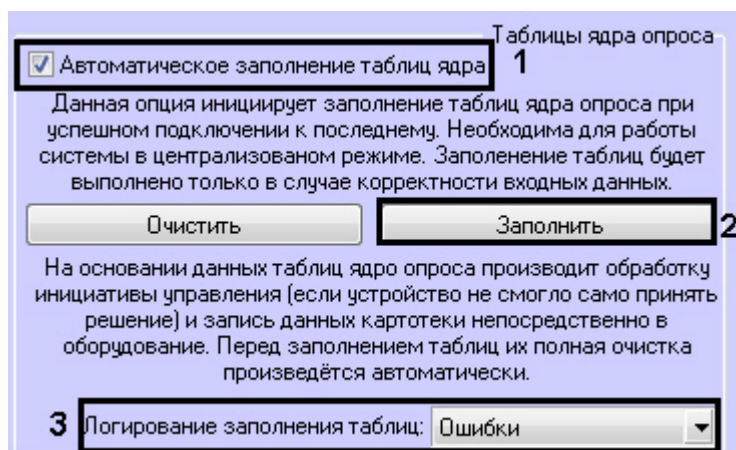 Таблицы ядра опроса
Автоматическое заполнение таблиц ядра 1
Данная опция инициирует заполнение таблиц ядра опроса при
успешном подключении к последнему. Необходима для работы
системы в централизованом режиме. Заполенение таблиц будет
выполнено только в случае корректности входных данных.
Очистить Заполнить 2
На основании данных таблиц ядро опроса производит обработку
инициативы управления (если устройство не смогло само принять
решение) и запись данных картотеки непосредственно в
оборудование. Перед заполнением таблиц их полная очистка
произведётся автоматически.
3 Логирование заполнения таблиц: Ошибки